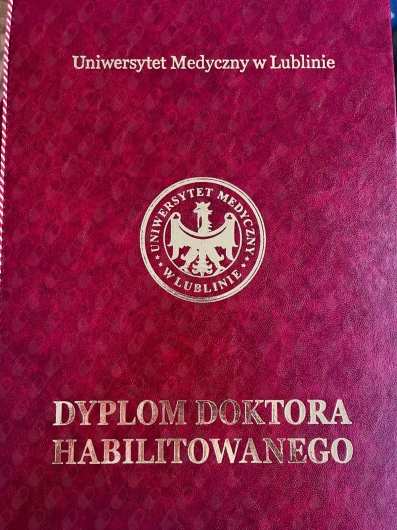 Uniwersytet Medyczny w Lublinie
UNIWERSYTET MEDYCZNY
W LUBLINIE
DYPLOM DOKTORA
HABILITOWANEGO